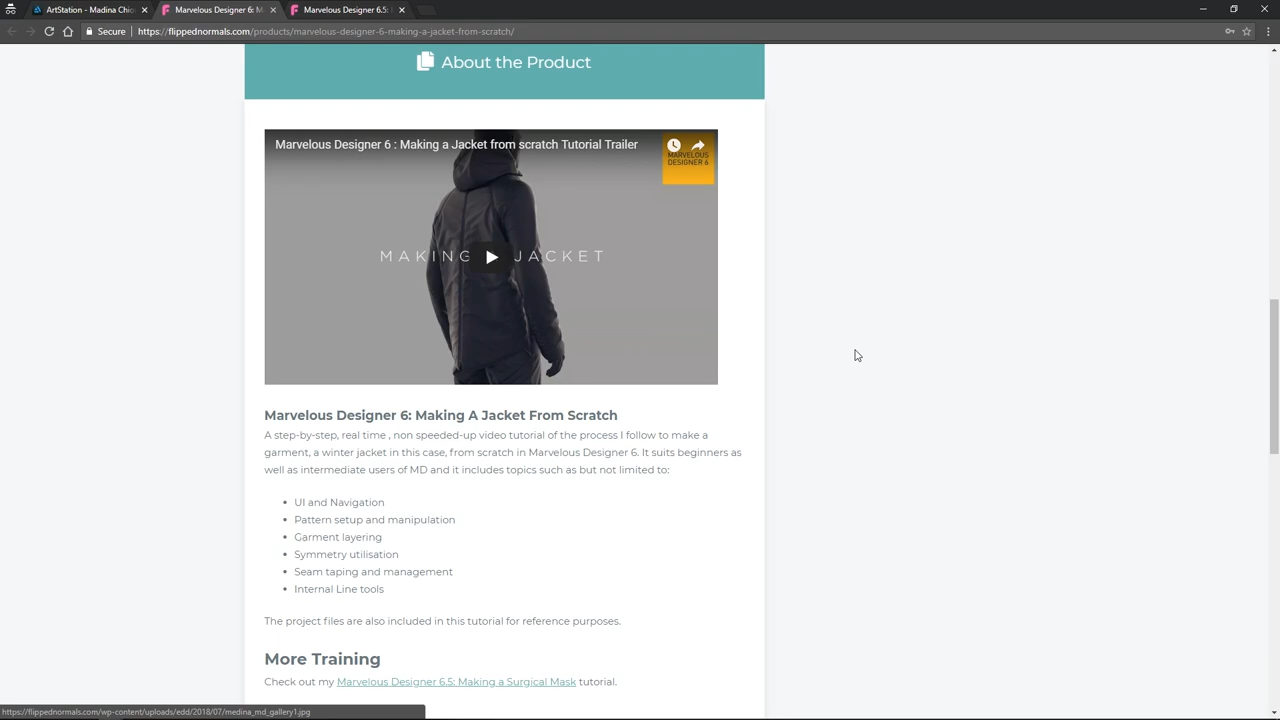 ArtStation - Madina Chio
Marvelous Designer 6: M
Marvelous Designer 6.5:
Secure
https://flippednormals.com/products/marvelous-designer-6-making-a-jacket-from-scratch/
About the Product
Marvelous Designer 6 : Making a Jacket from scratch Tutorial Trailer
MARVELOUS
DESIGNER 6
MAKING A JACKET
Marvelous Designer 6: Making A Jacket From Scratch
A step-by-step, real time , non speeded-up video tutorial of the process I follow to make a
garment, a winter jacket in this case, from scratch in Marvelous Designer 6. It suits beginners as
well as intermediate users of MD and it includes topics such as but not limited to:
UI and Navigation
Pattern setup and manipulation
Garment layering
Symmetry utilisation
Seam taping and management
Internal Line tools
The project files are also included in this tutorial for reference purposes.
More Training
Check out my Marvelous Designer 6.5: Making a Surgical Mask tutorial.
https://flippednormals.com/wp-content/uploads/edd/2018/07/medina_md_gallery1.jpg